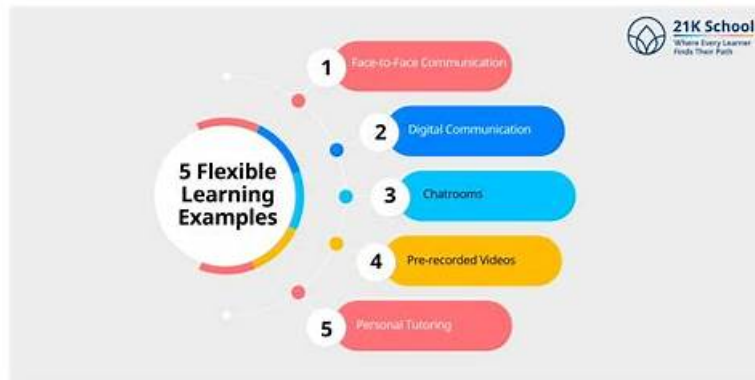 21K School
Where Every Learner
Finds Their Path
5 Flexible
Learning
Examples
1 Face-to-Face Communication
2 Digital Communication
3 Chatrooms
4 Pre-recorded Videos
5 Personal Tutoring